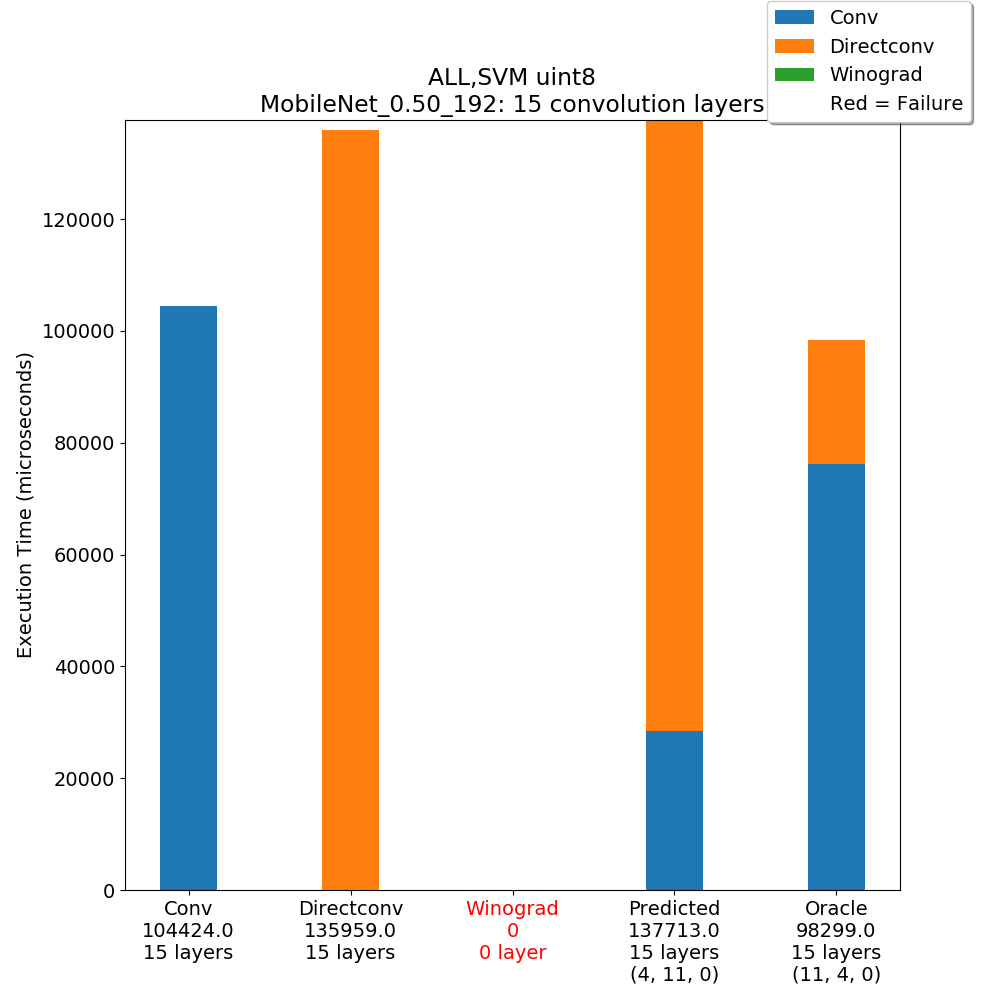 Conv
Directconv
Winograd
Red = Failure
ALL,SVM uint8
MobileNet_0.50_192: 15 convolution layers
Execution Time (microseconds)
120000
100000
80000
60000
40000
20000
0
Conv
104424.0
15 layers
Directconv
135959.0
15 layers
Winograd
0
0 layer
Predicted
137713.0
15 layers
(4, 11, 0)
Oracle
98299.0
15 layers
(11, 4, 0)